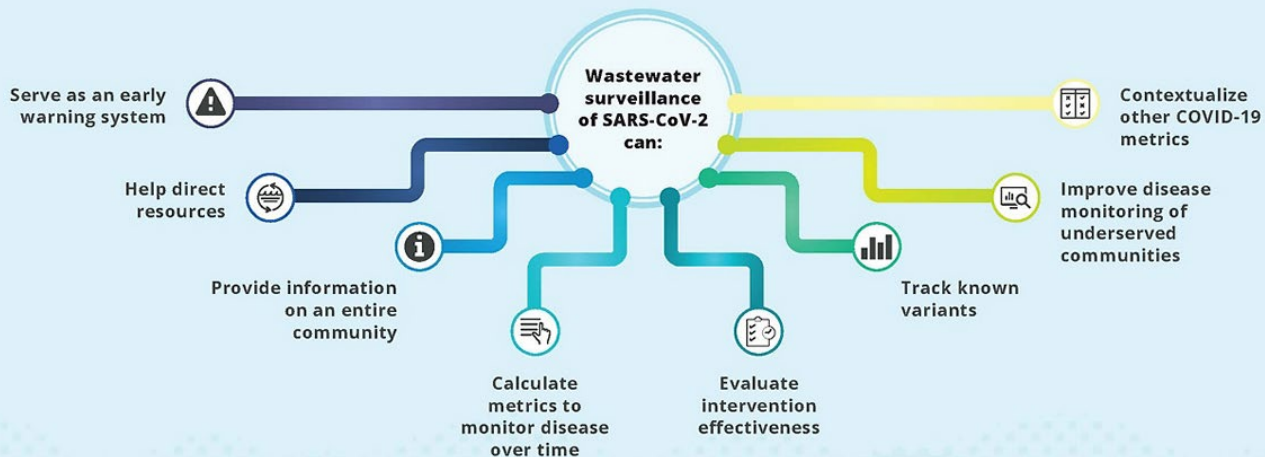 Wastewater
surveillance
of SARS-CoV-2
can:
Serve as an early
warning system
Help direct
resources
Provide information
on an entire
community
Calculate
metrics to
monitor disease
over time
Evaluate
intervention
effectiveness
Track known
variants
Improve disease
monitoring of
underserved
communities
Contextualize
other COVID-19
metrics